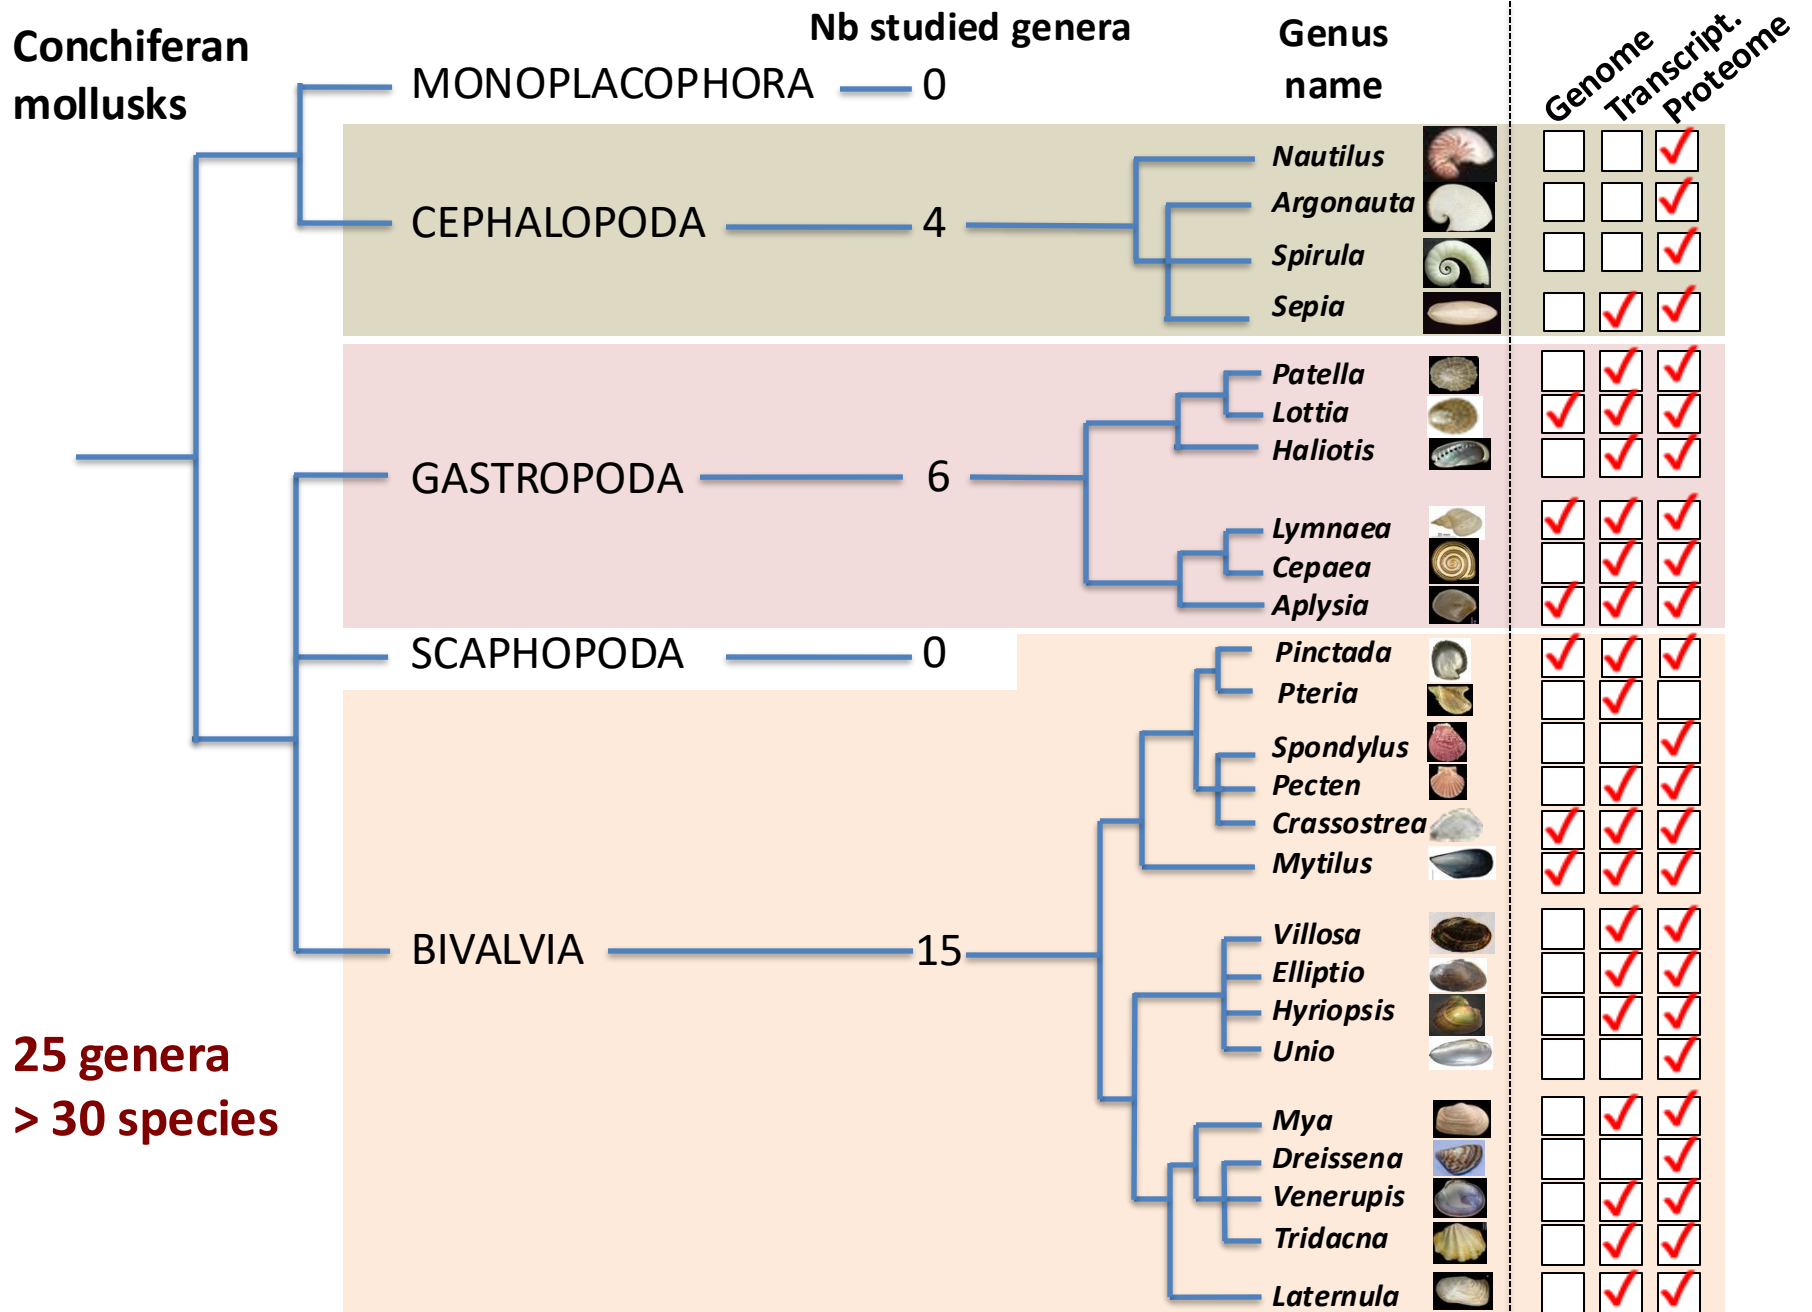 Conchiferan
mollusks
Nb studied genera
Genus
name
Genome
Transcript.
Proteome
MONOPLACOPHORA
0
CEPHALOPODA
4
Nautilus
Argonauta
Spirula
Sepia
GASTROPODA
6
Patella
Lottia
Haliotis
Lymnaea
Cepaea
Aplysia
SCAPHOPODA
0
BIVALVIA
15
Pinctada
Pteria
Spondylus
Pecten
Crassostrea
Mytilus
Villosa
Elliptio
Hyriopsis
Unio
Mya
Dreissena
Venerupis
Tridacna
Laternula
25 genera
> 30 species